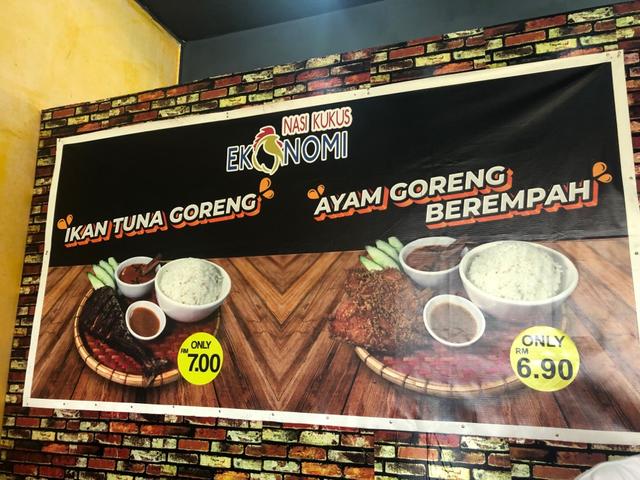 NASI KUKUS
EKONOMI
IKAN TUNA GORENG
AYAM GORENG
BEREMPAH
ONLY
RM 7.00
ONLY
RM
6.90